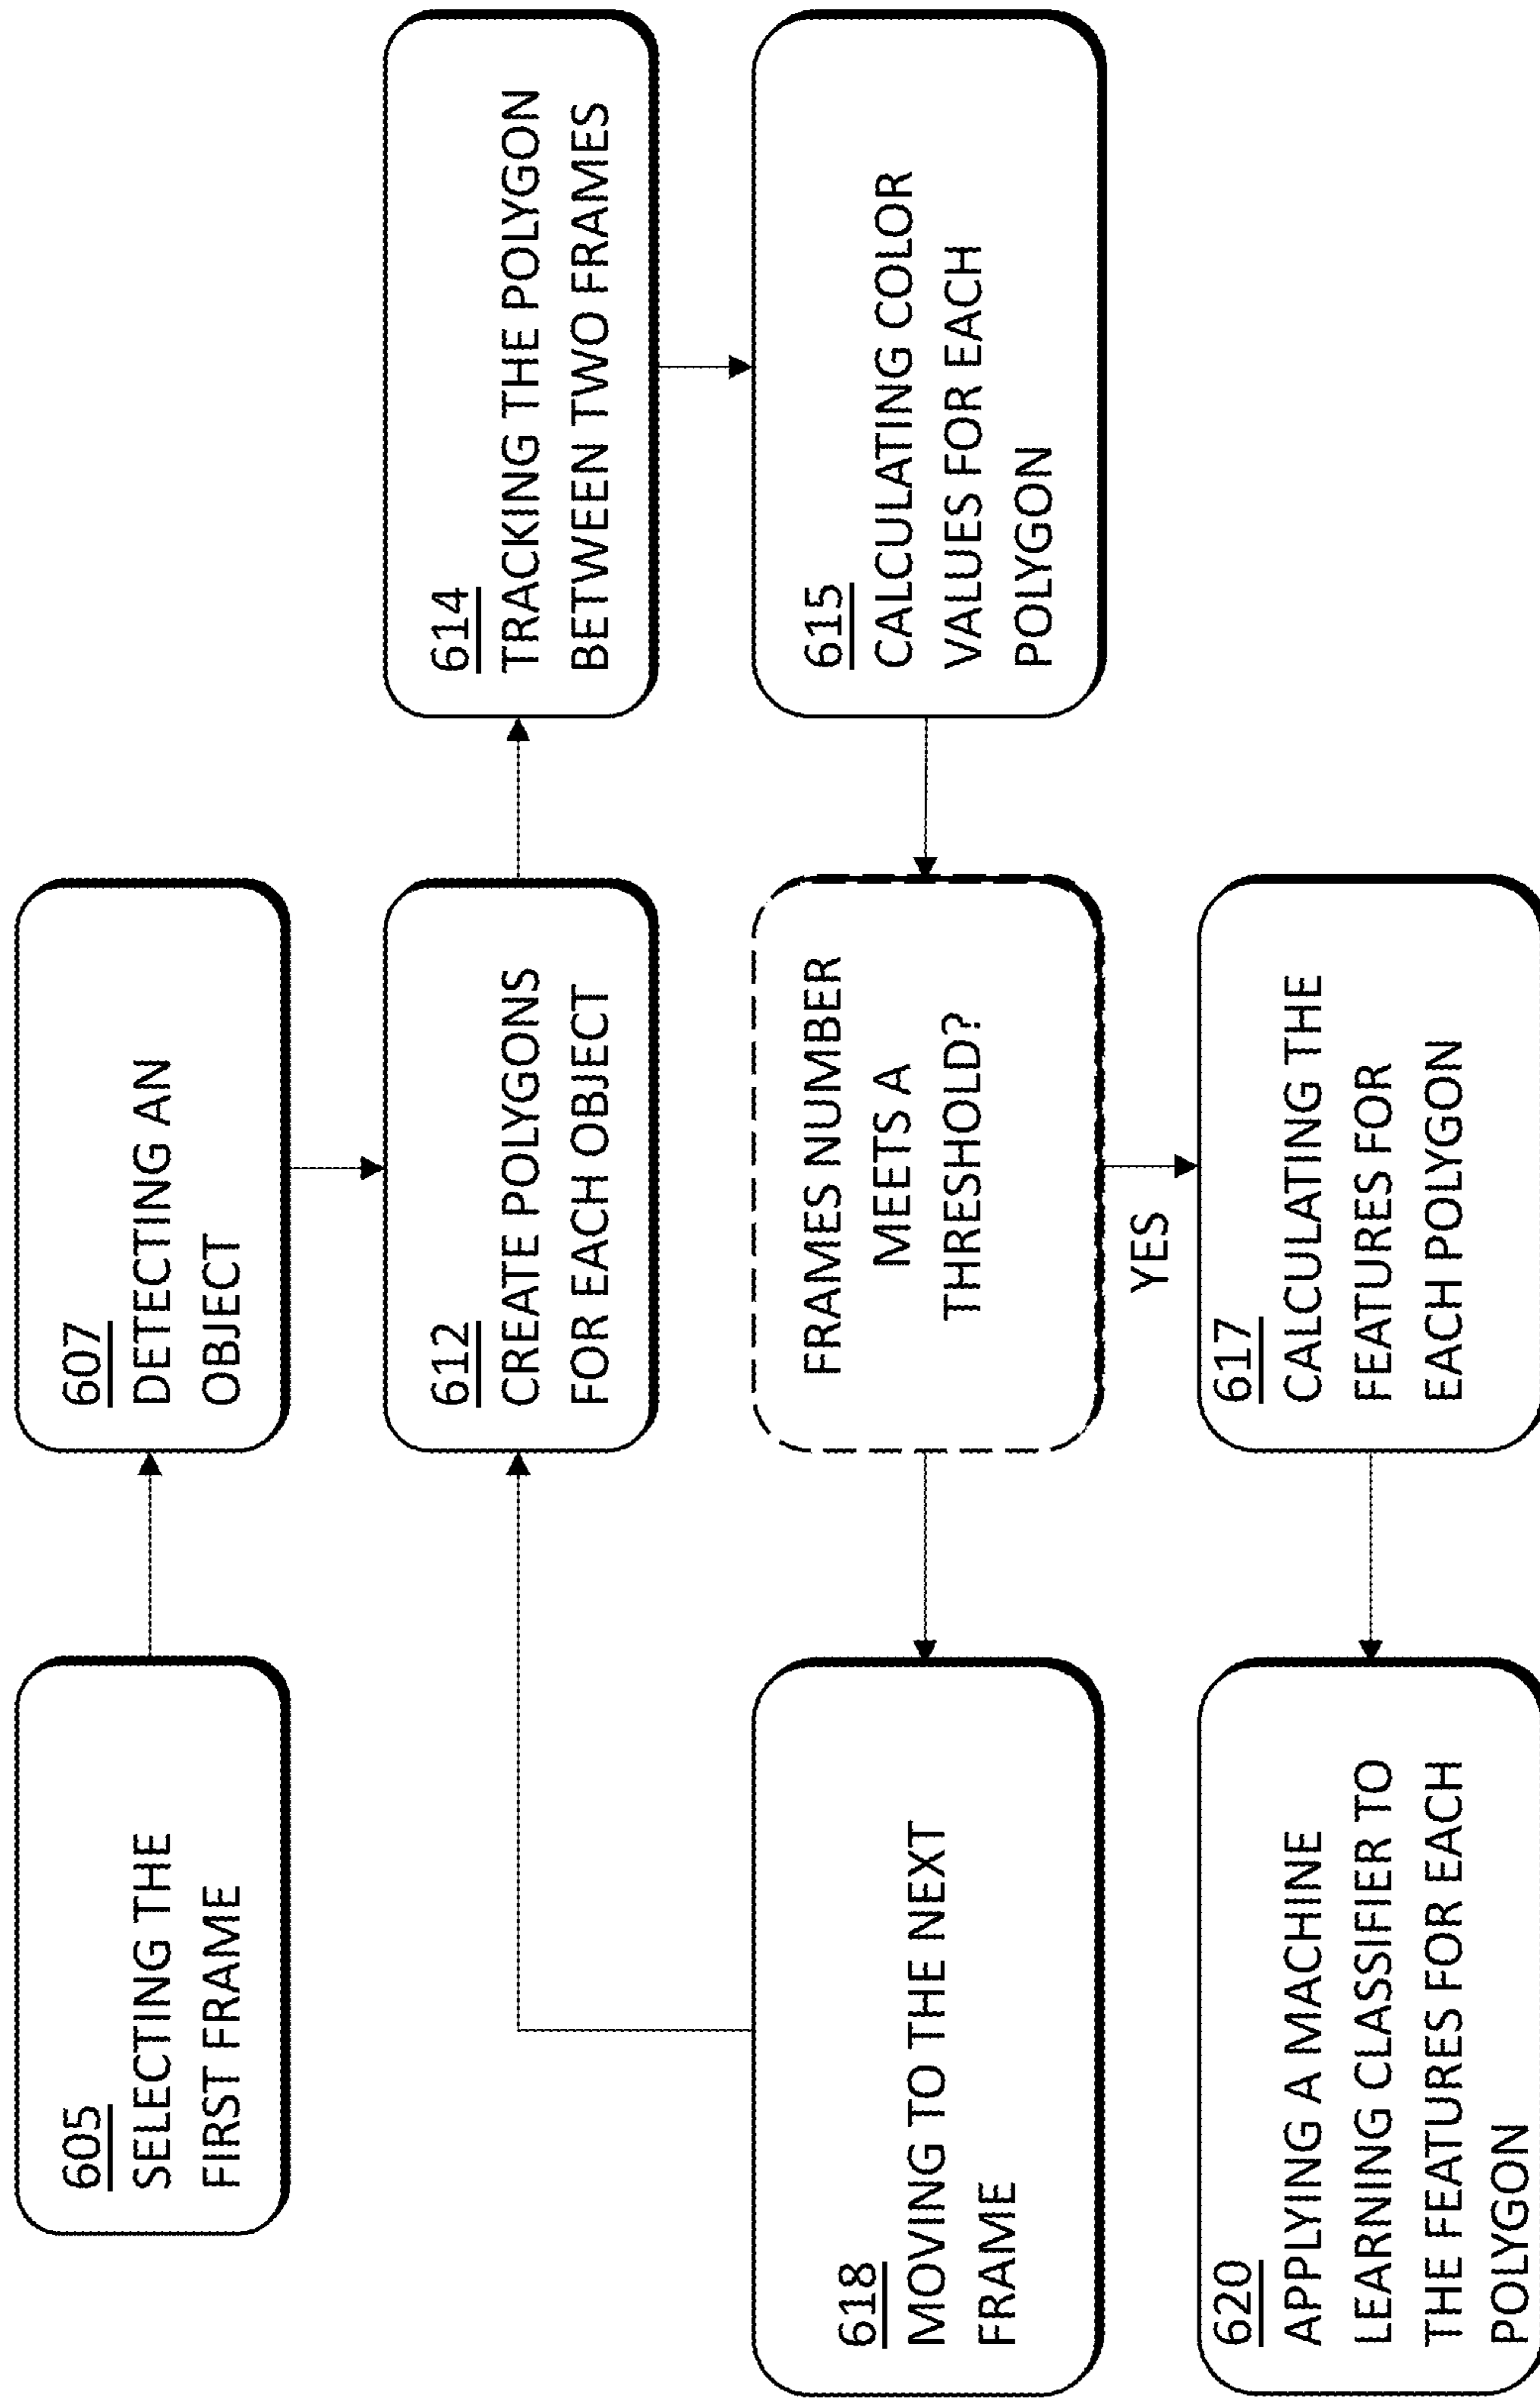 605
SELECTING THE
FIRST FRAME
607
DETECTING AN
OBJECT
612
CREATE POLYGONS
FOR EACH OBJECT
614
TRACKING THE POLYGON
BETWEEN TWO FRAMES
615
CALCULATING COLOR
VALUES FOR EACH
POLYGON
FRAMES NUMBER
MEETS A
THRESHOLD?
618
MOVING TO THE NEXT
FRAME
YES
617
CALCULATING THE
FEATURES FOR
EACH POLYGON
620
APPLYING A MACHINE
LEARNING CLASSIFIER TO
THE FEATURES FOR EACH
POLYGON